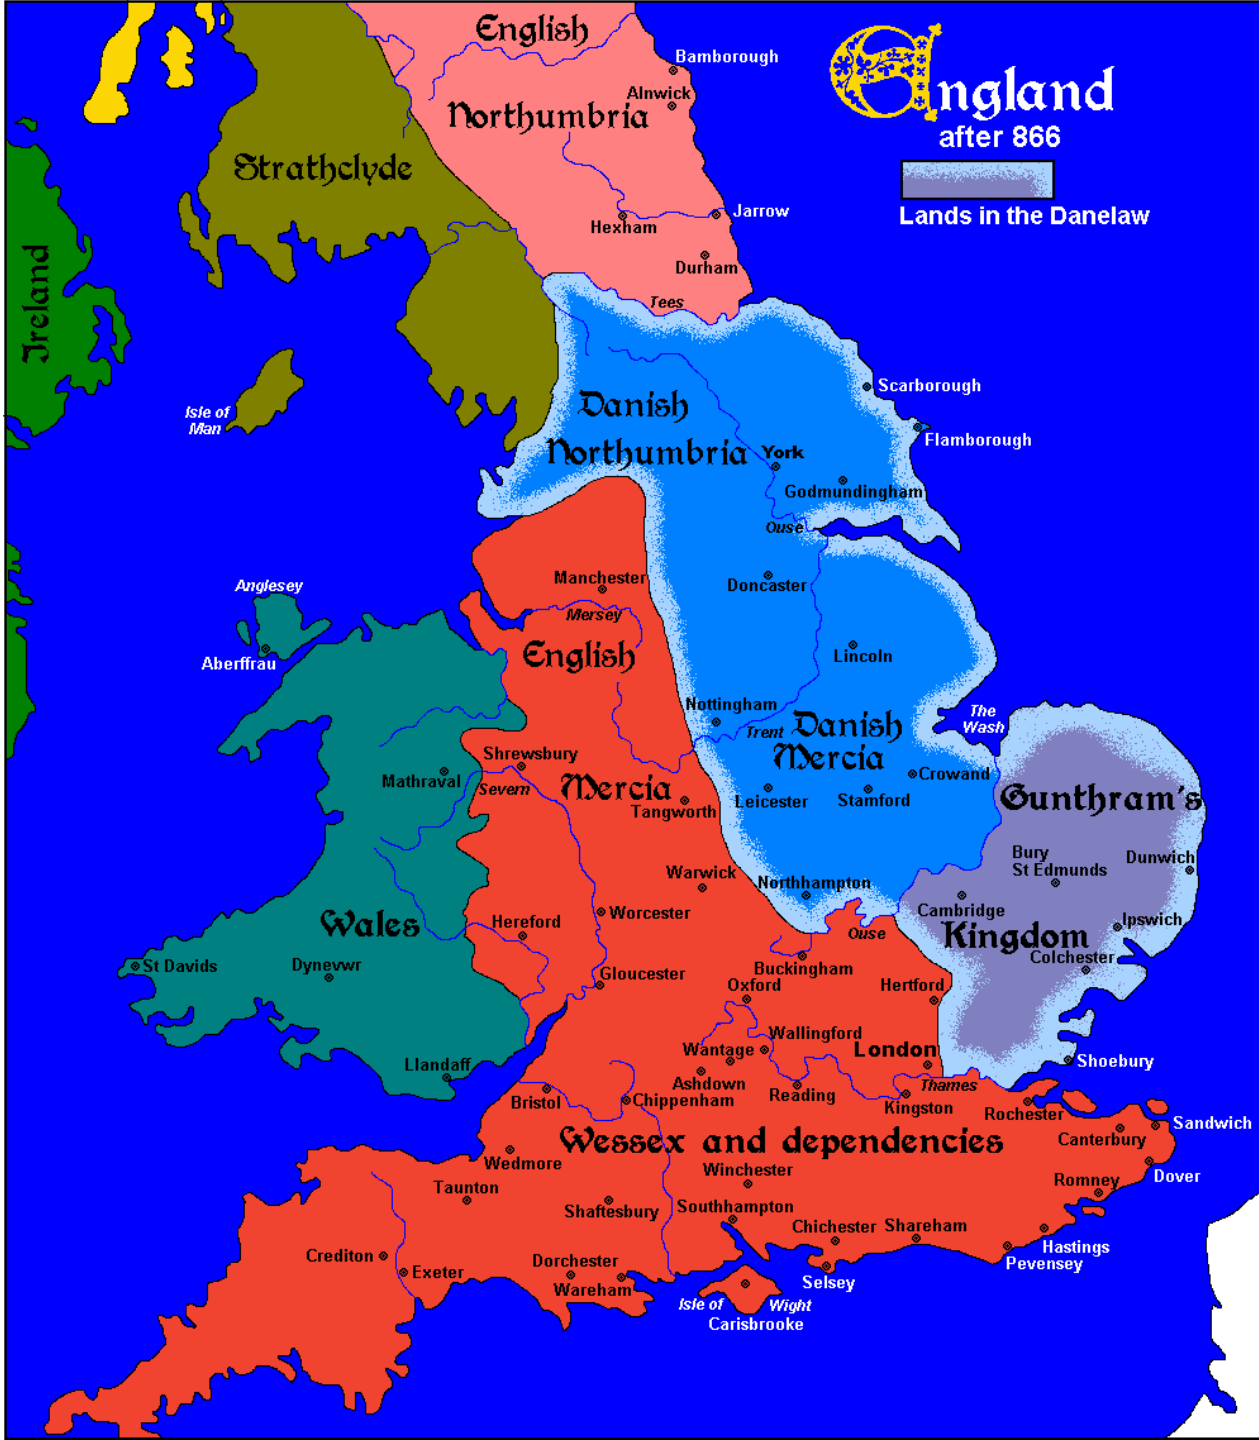 England
after 866
Lands in the Danelaw
English
Northumbria
Bamborough
Alnwick
Strathclyde
Hexham
Jarrow
Durham
Tees
Ireland
Isle of
Man
Danish
Northumbria
York
Scarborough
Flamborough
Godmundingham
Ouse
Doncaster
Manchester
Mersey
Anglesey
Aberffrau
English
Lincoln
Nottingham
Trent
Danish
Mercia
The
Wash
Crowand
Leicester
Stamford
Shrewsbury
Severn
Mathraval
Mercia
Tangworth
Gunthram's
Bury
St Edmunds
Dunwich
Warwick
Northhampton
Cambridge
Ipswich
Kingdom
Colchester
Wales
Hereford
Worcester
Ouse
St Davids
Dynevwr
Gloucester
Buckingham
Oxford
Hertford
Wallingford
Wantage
London
Shoebury
Llandaff
Ashdown
Reading
Thames
Bristol
Chippenham
Kingston
Rochester
Sandwich
Canterbury
Wessex and dependencies
Wedmore
Winchester
Dover
Taunton
Romney
Shaftesbury
Southhampton
Chichester
Shareham
Hastings
Pevensey
Crediton
Exeter
Dorchester
Wareham
Selsey
Isle of
Wight
Carisbrooke